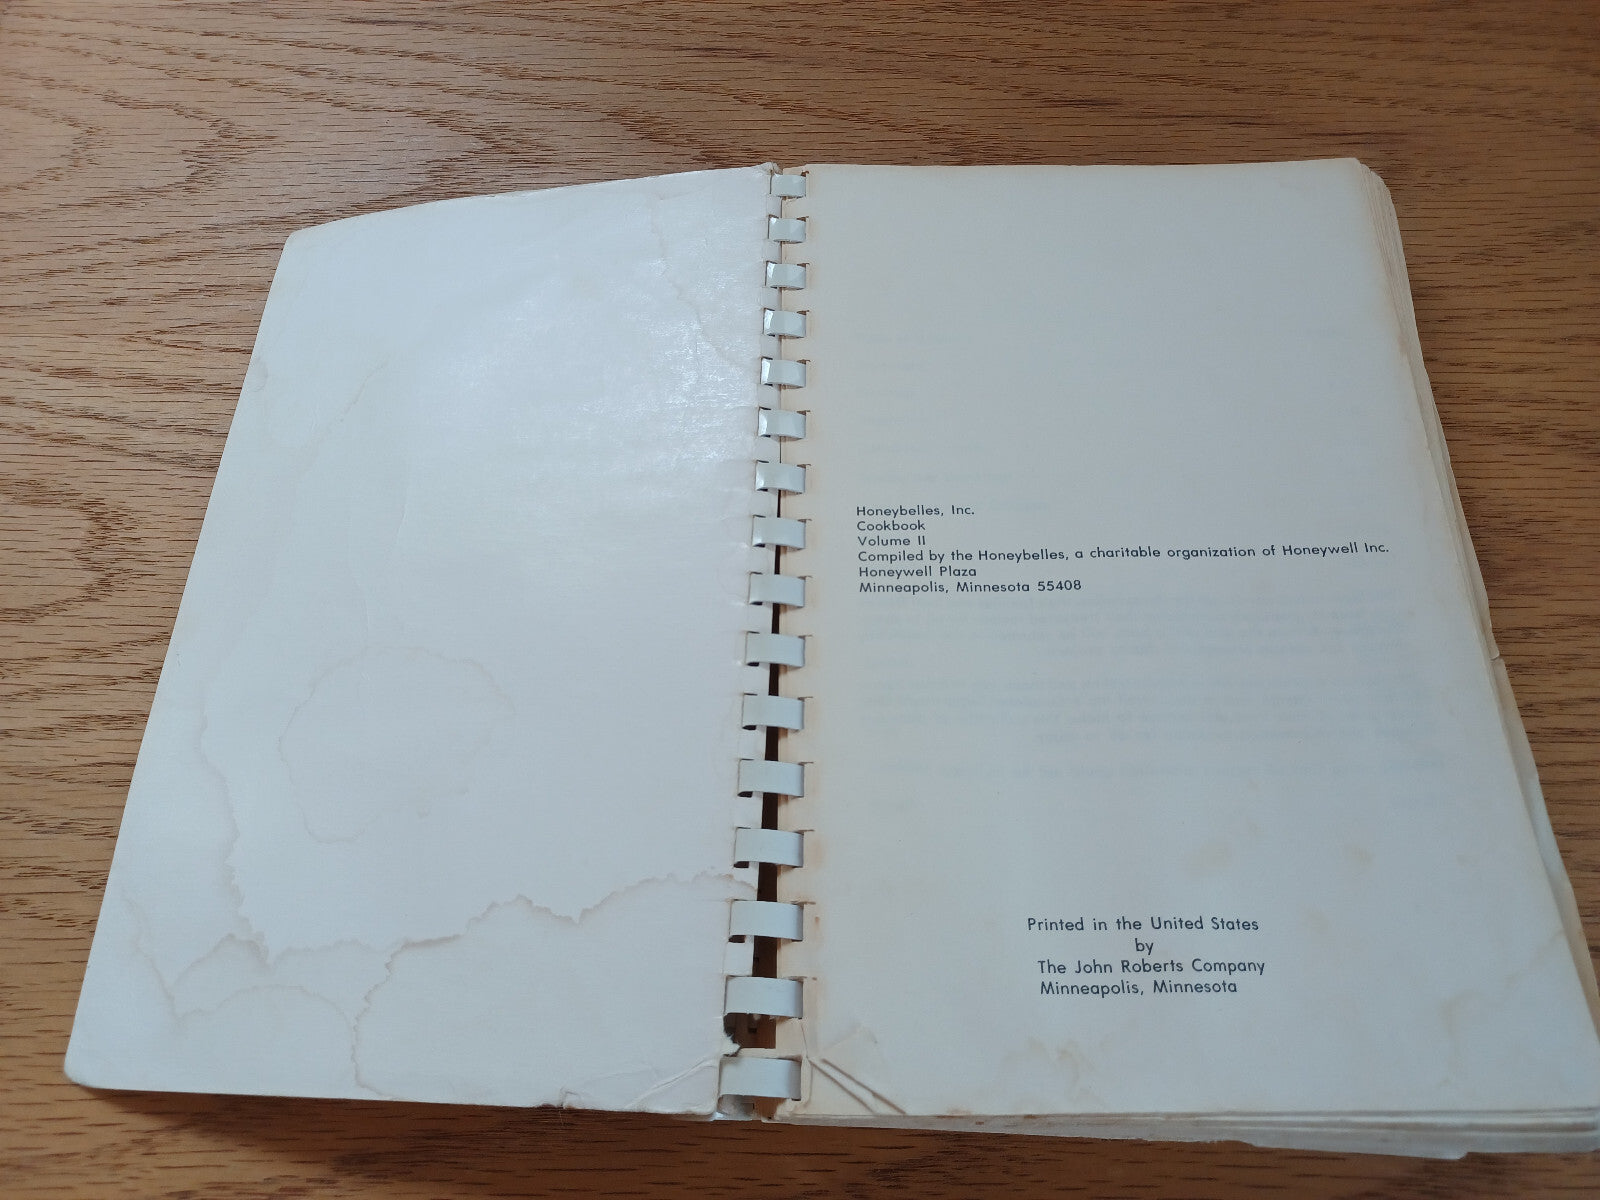 Honeybelles, Inc.
Cookbook
Volume II
Compiled by the Honeybelles, a charitable organization of Honeywell Inc.
Honeywell Plaza
Minneapolis, Minnesota 55408
Printed in the United States
by
The John Roberts Company
Minneapolis, Minnesota